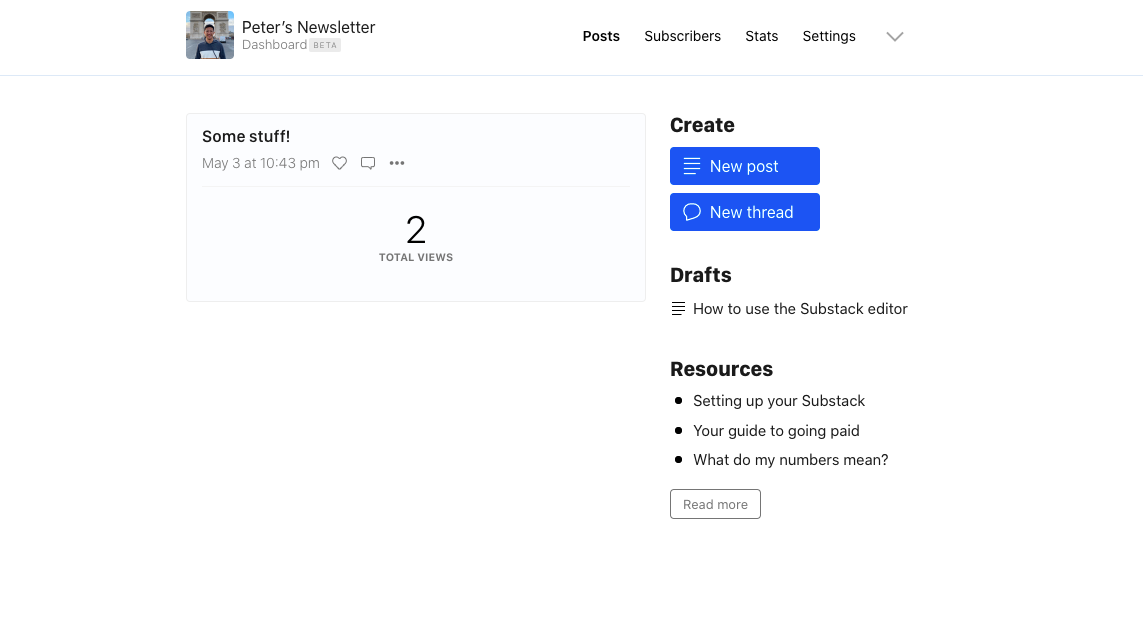 Peter’s Newsletter
Dashboard BETA
Posts Subscribers Stats Settings
Some stuff!
May 3 at 10:43 pm
2
TOTAL VIEWS
Create
New post
New thread
Drafts
How to use the Substack editor
Resources
Setting up your Substack
Your guide to going paid
What do my numbers mean?
Read more